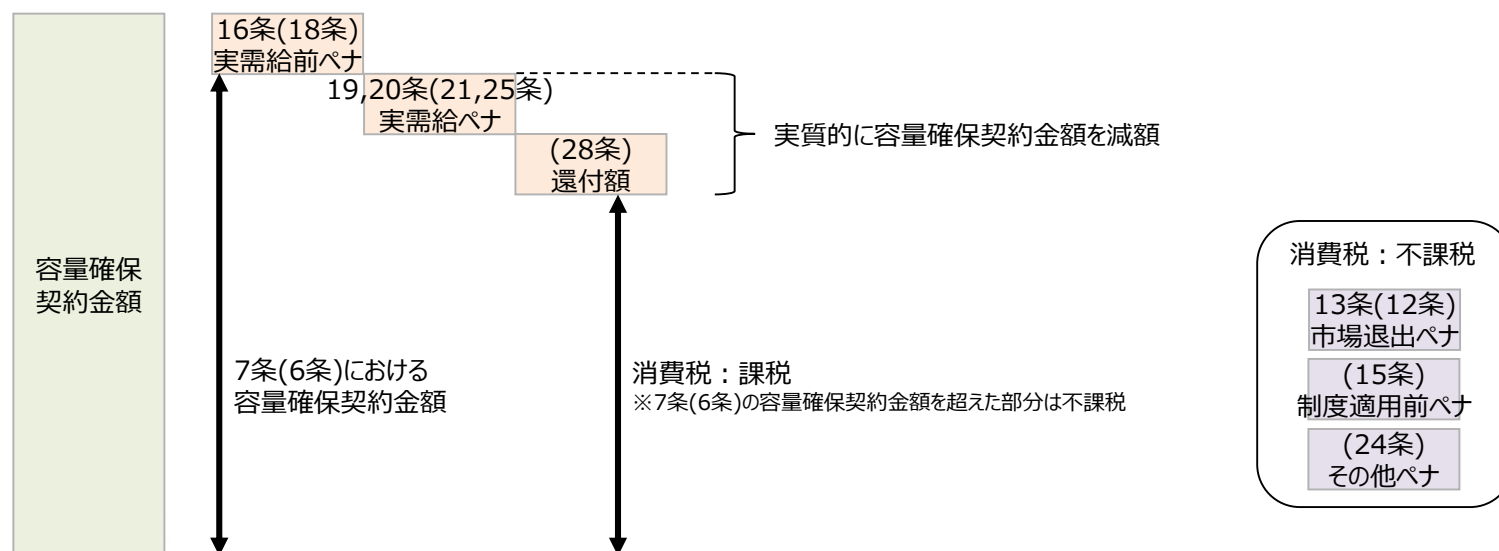 16条(18条)
実需給前ペナ
19,20条(21,25条)
実需給ペナ
(28条)
還付額
実質的に容量確保契約金額を減額
容量確保
契約金額
7条(6条)における
容量確保契約金額
消費税：課税
※7条(6条)の容量確保契約金額を超えた部分は不課税
消費税：不課税
13条(12条)
市場退出ペナ
(15条)
制度適用前ペナ
(24条)
その他ペナ